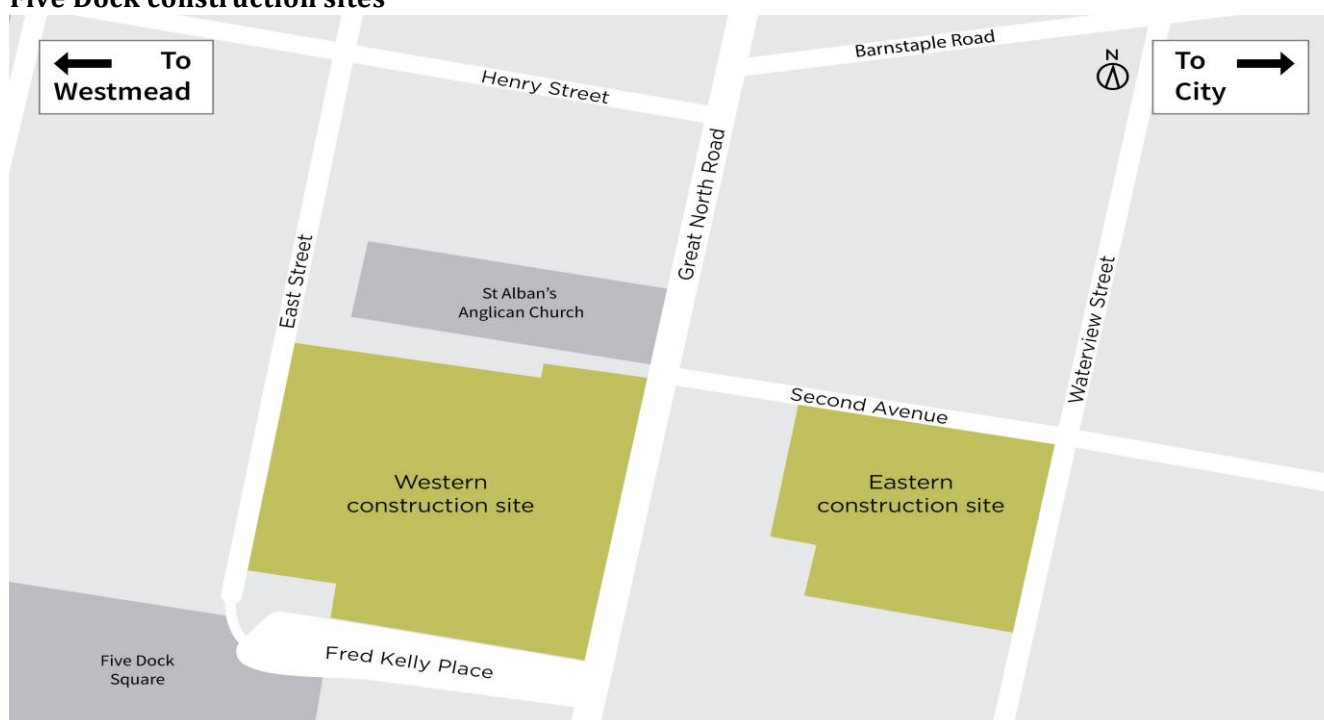 Five Dock construction sites
To
Westmead
Henry Street
Barnstaple Road
N
To
City
Great North Road
East Street
St Alban's
Anglican Church
Waterview Street
Second Avenue
Western
construction site
Eastern
construction site
Five Dock
Square
Fred Kelly Place